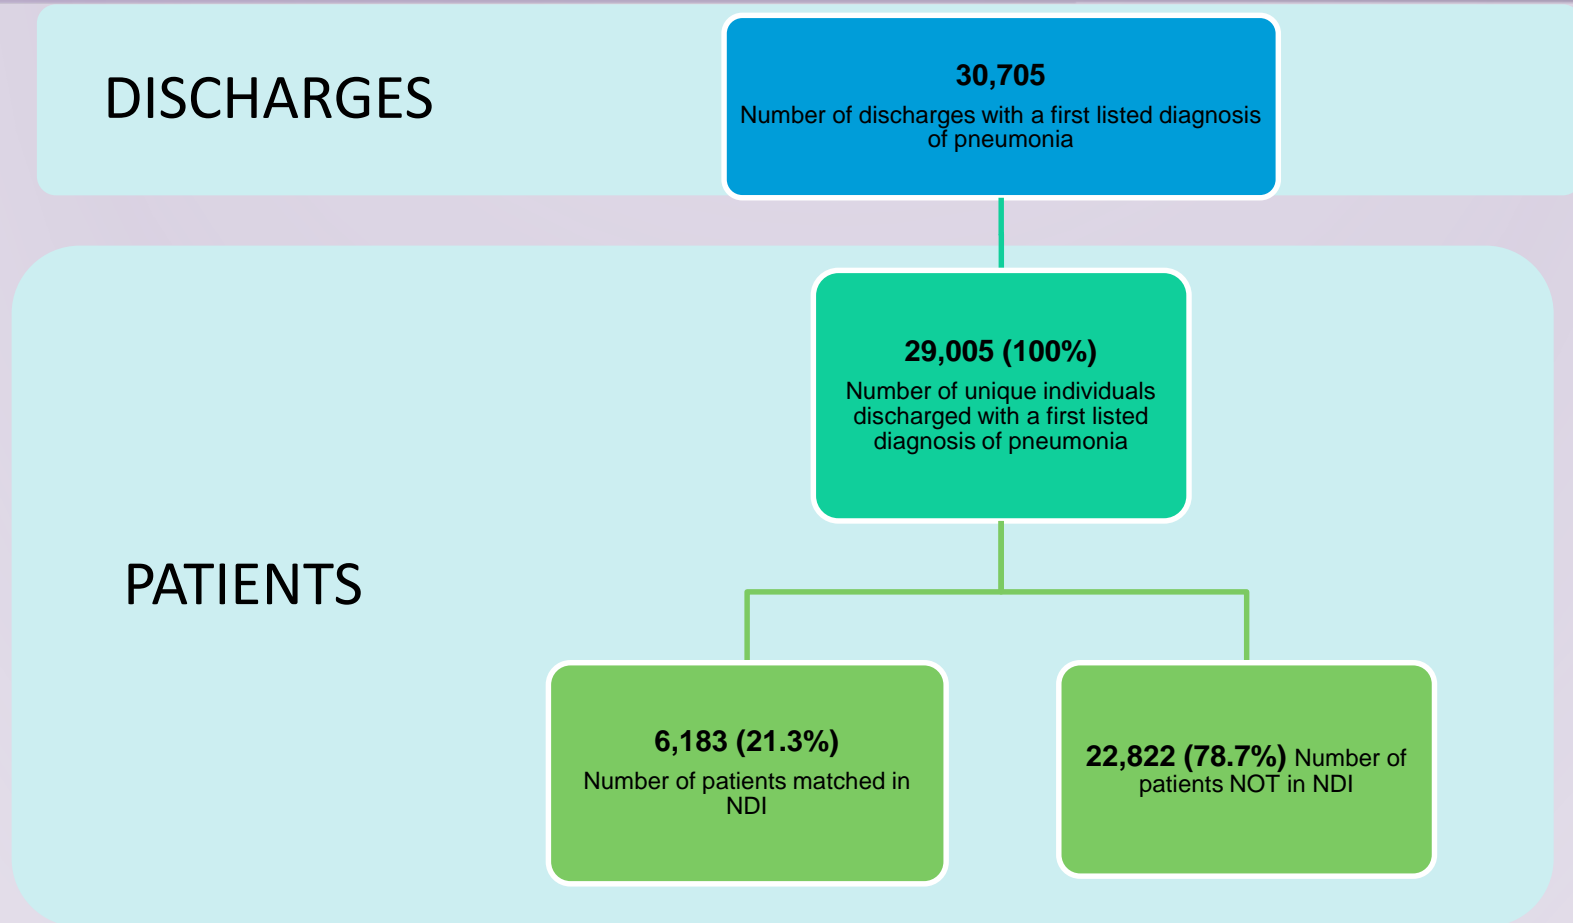 DISCHARGES
30,705
Number of discharges with a first listed diagnosis
of pneumonia
29,005 (100%)
Number of unique individuals
discharged with a first listed
diagnosis of pneumonia
PATIENTS
6,183 (21.3%)
Number of patients matched in
NDI
22,822 (78.7%) Number of
patients NOT in NDI